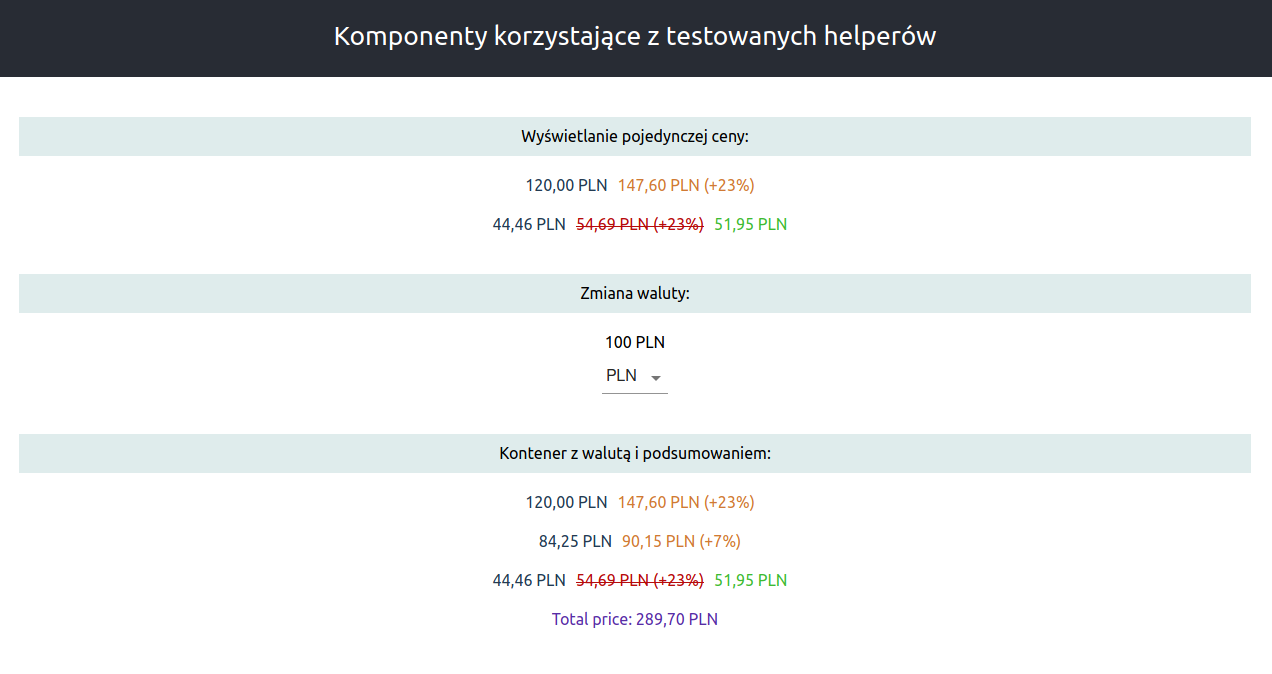 Komponenty korzystające z testowanych helperów
Wyświetlanie pojedynczej ceny:
120,00 PLN 147,60 PLN (+23%)
44,46 PLN 54,69 PLN (+23%) 51,95 PLN
Zmiana waluty:
100 PLN
PLN
Kontener z walutą i podsumowaniem:
120,00 PLN 147,60 PLN (+23%)
84,25 PLN 90,15 PLN (+7%)
44,46 PLN 54,69 PLN (+23%) 51,95 PLN
Total price: 289,70 PLN